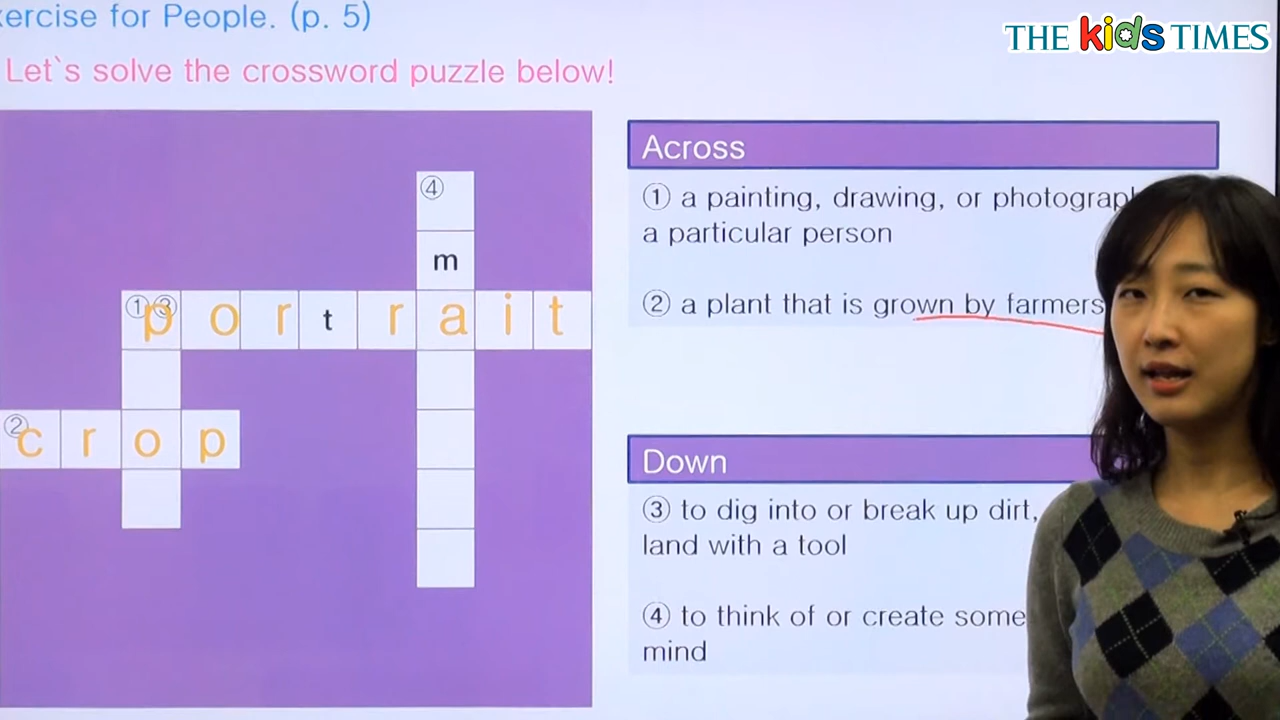 THE kids TIMES
ercise for People. (p. 5)
Let`s solve the crossword puzzle below!
④
m
①③
p o r t r a i t
②
c r o p
Across
① a painting, drawing, or photograph
a particular person
② a plant that is grown by farmers
Down
③ to dig into or break up dirt,
land with a tool
④ to think of or create some
mind